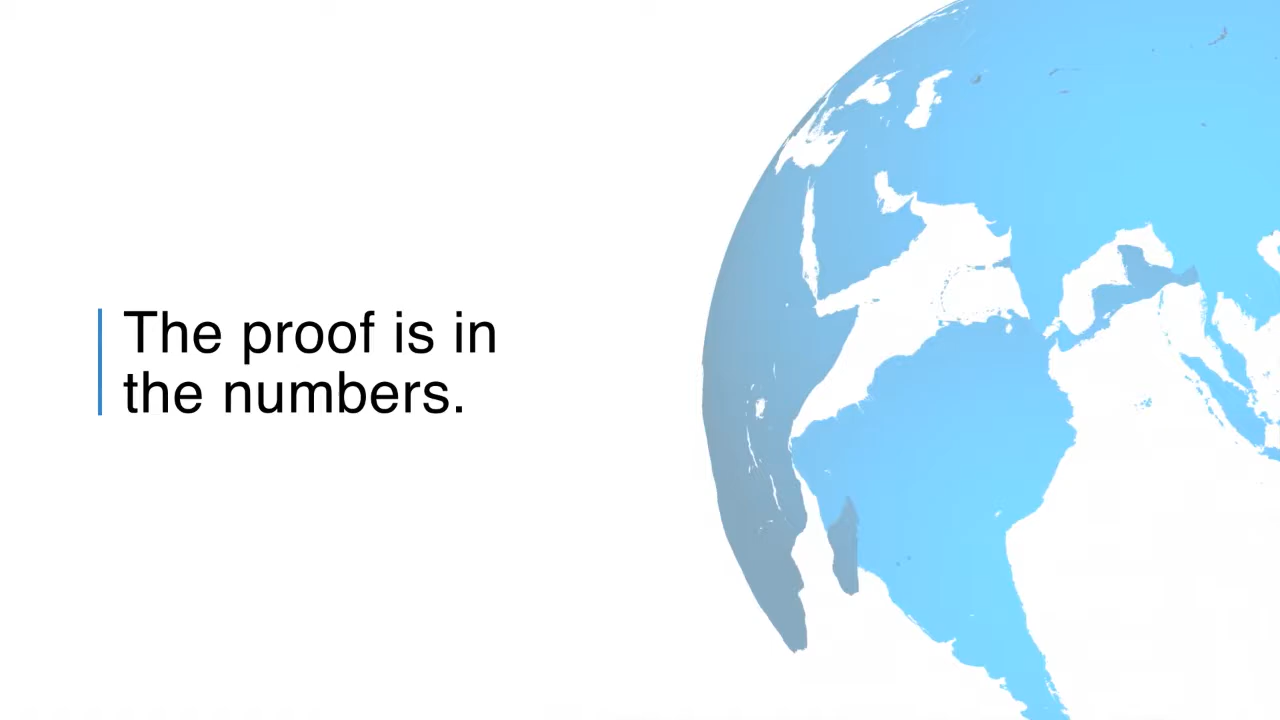 The proof is in
the numbers.